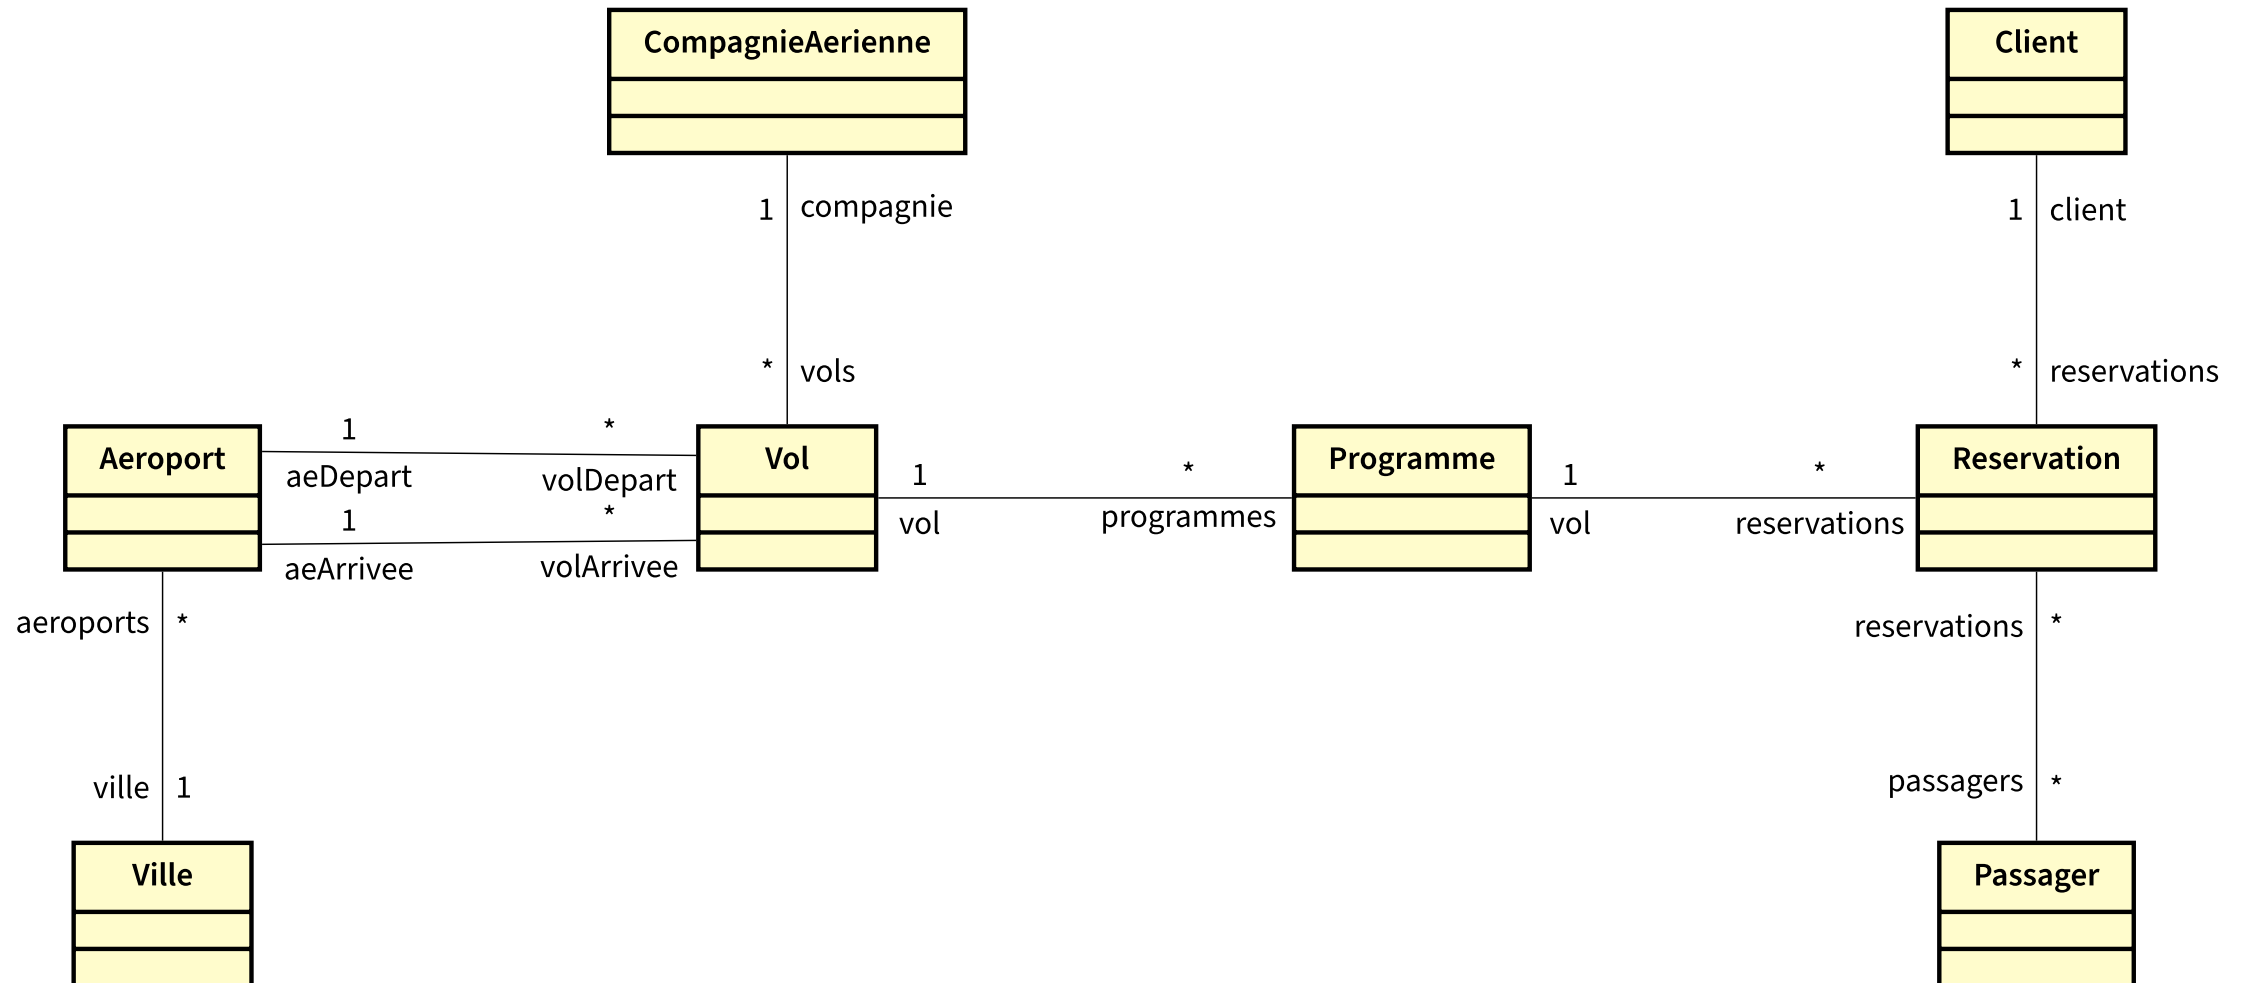 CompagnieAerienne
Client
1 compagnie
1 client
* vols
* reservations
Aeroport
1
*
aeDepart
volDepart
1
*
aeArrivee
volArrivee
Vol
1
*
vol
programmes
Programme
1
*
vol
reservations
Reservation
aeroports *
reservations *
ville 1
passagers *
Ville
Passager